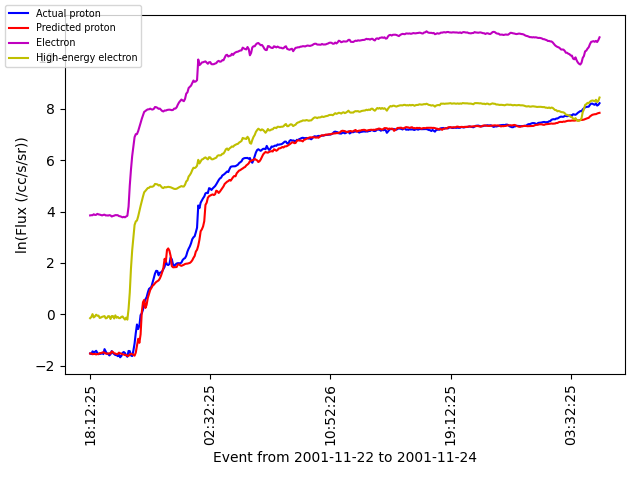 Actual proton
Predicted proton
Electron
High-energy electron
8
6
4
2
0
−2
ln(Flux (/cc/s/sr))
18:12:25
02:32:25
10:52:26
19:12:25
03:32:25
Event from 2001-11-22 to 2001-11-24